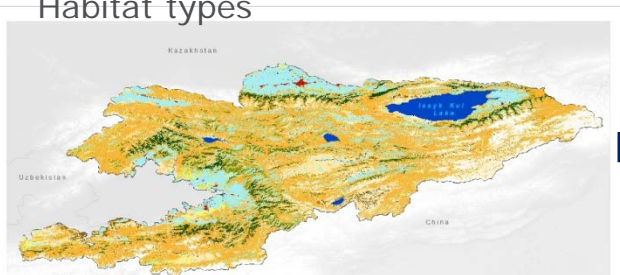 Habitat types
Kazakhstan
Issyk Kul
Lake
Uzbekistan
China